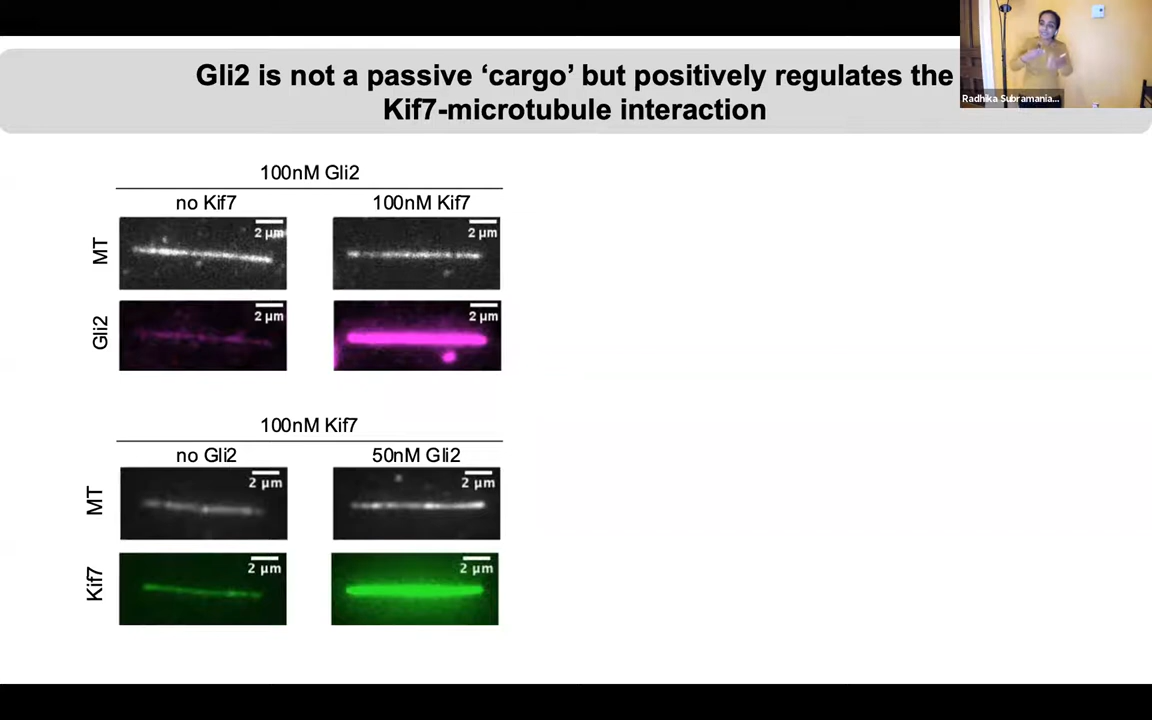 Gli2 is not a passive ‘cargo’ but positively regulates the
Kif7-microtubule interaction
Radhika Subramania...
100nM Gli2
no Kif7
100nM Kif7
MT
2 µm
2 µm
Gli2
2 µm
2 µm
100nM Kif7
no Gli2
50nM Gli2
MT
2 µm
2 µm
Kif7
2 µm
2 µm